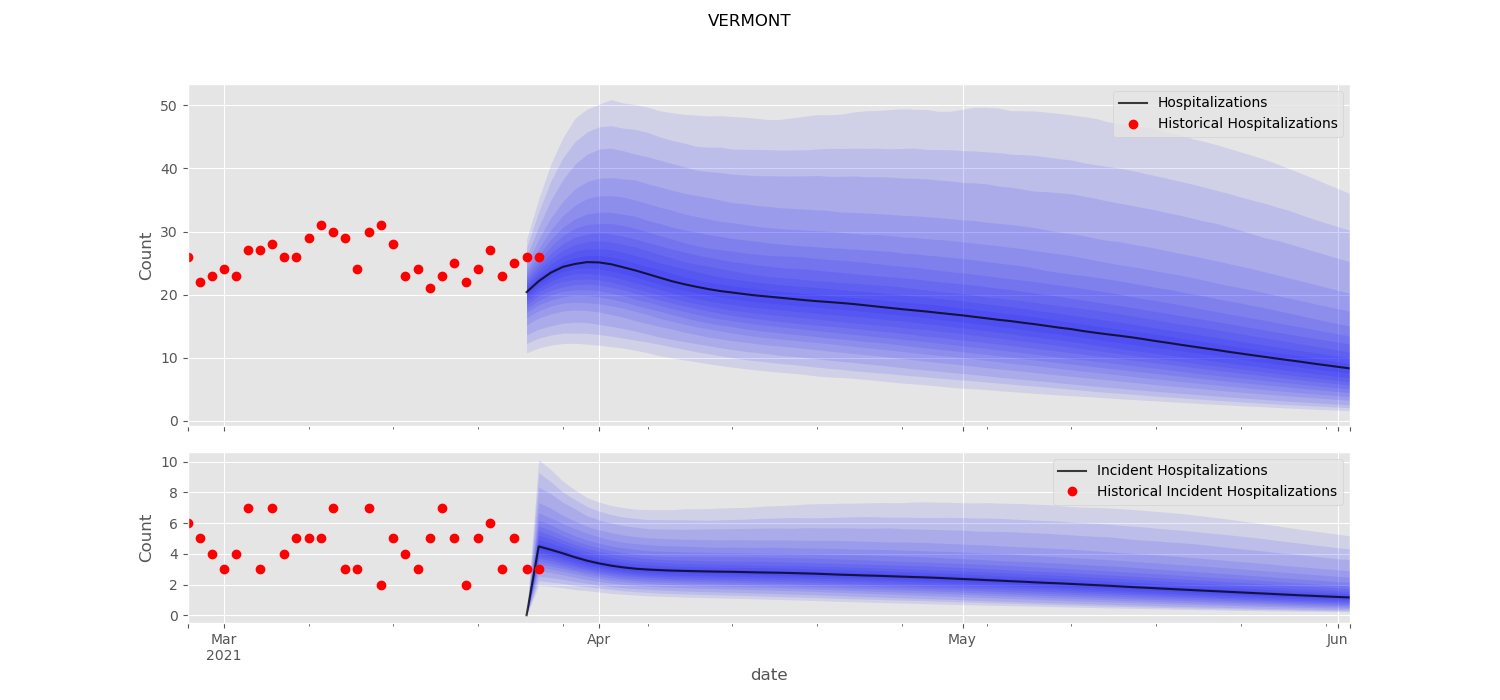 VERMONT
50
40
30
20
10
0
Count
Hospitalizations
Historical Hospitalizations
10
8
6
4
2
0
Count
Incident Hospitalizations
Historical Incident Hospitalizations
Mar
2021
Apr
May
Jun
date